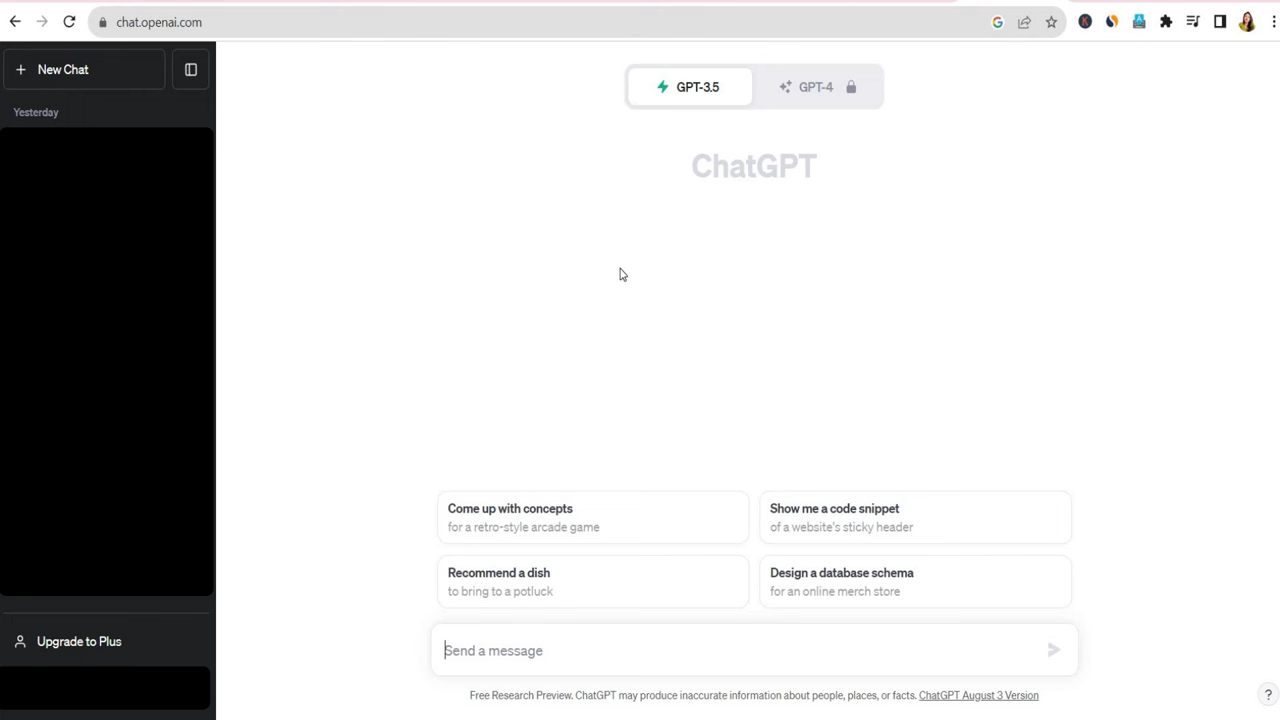 chat.openai.com
New Chat
Yesterday
GPT-3.5
GPT-4
ChatGPT
Come up with concepts
for a retro-style arcade game
Show me a code snippet
of a website's sticky header
Recommend a dish
to bring to a potluck
Design a database schema
for an online merch store
Upgrade to Plus
Send a message
Free Research Preview. ChatGPT may produce inaccurate information about people, places, or facts. ChatGPT August 3 Version
?